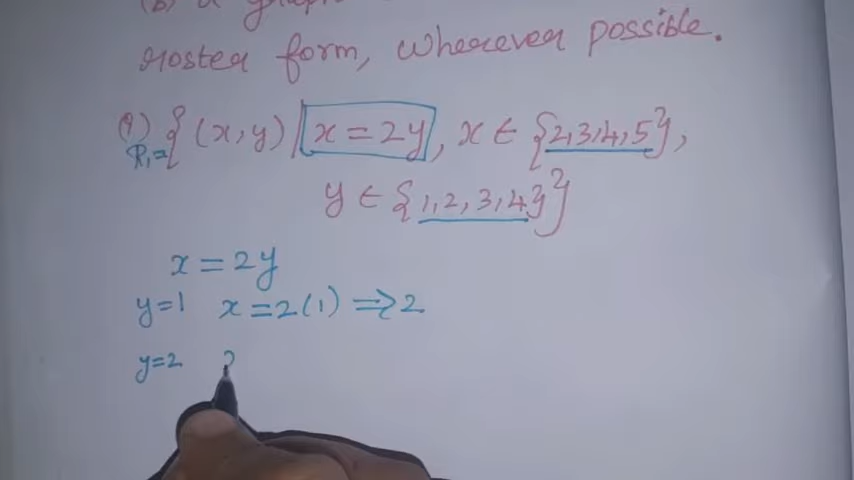 (b) a graph
roster form, wherever possible.
(i) {(x,y) | x = 2y, x ∈ {2,3,4,5},
R₁ =
y ∈ {1,2,3,4}}
x = 2y
y=1 x = 2(1) ⇒ 2
y=2